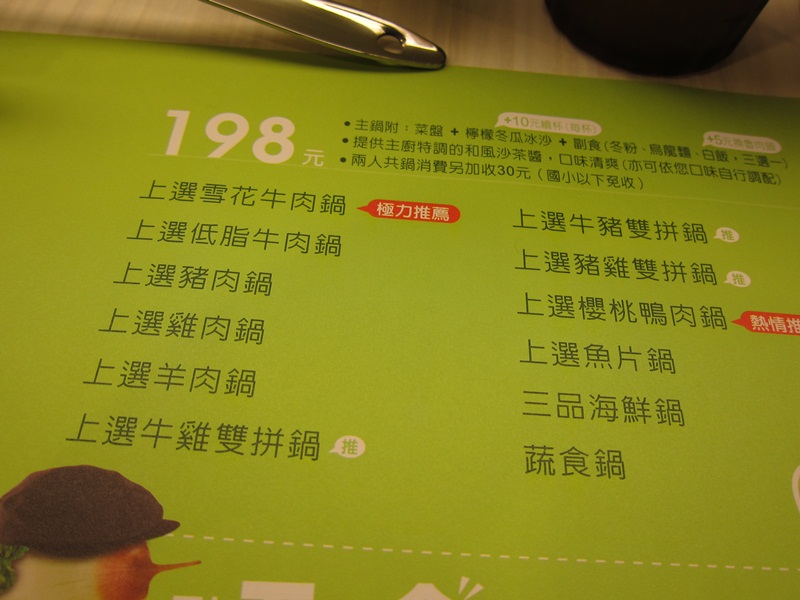 198元
+10元續杯(每杯)
• 主鍋附：菜盤 + 檸檬冬瓜冰沙 + 副食(冬粉、烏龍麵、白飯，三選一)
• 提供主廚特調的和風沙茶醬，口味清爽(亦可依您口味自行調配)
• 兩人共鍋消費另加收30元（國小以下免收）
上選雪花牛肉鍋 極力推薦
上選低脂牛肉鍋
上選豬肉鍋
上選雞肉鍋
上選羊肉鍋
上選牛雞雙拼鍋 推
上選牛豬雙拼鍋 推
上選豬雞雙拼鍋 推
上選櫻桃鴨肉鍋 熱情推
上選魚片鍋
三品海鮮鍋
蔬食鍋